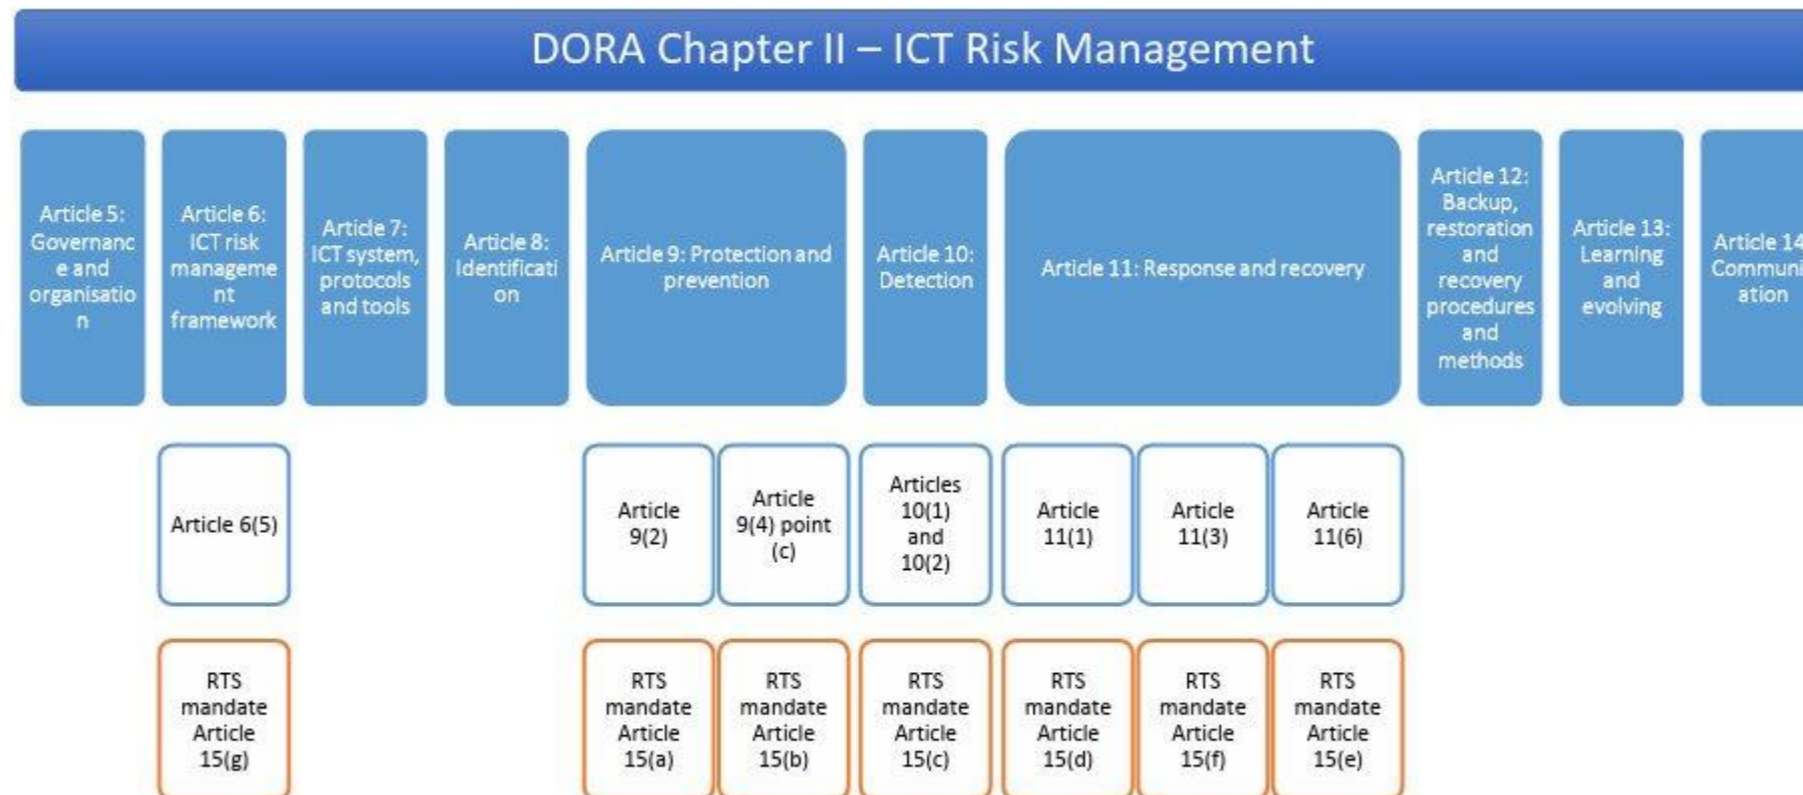 DORA Chapter II – ICT Risk Management
Article 5:
Governanc
e and
organisatio
n
Article 6:
ICT risk
manageme
nt
framework
Article 7:
ICT system,
protocols
and tools
Article 8:
Identificati
on
Article 9: Protection and
prevention
Article 10:
Detection
Article 11: Response and recovery
Article 12:
Backup,
restoration
and
recovery
procedures
and
methods
Article 13:
Learning
and
evolving
Article 14
Communi
ation
Article 6(5)
Article
9(2)
Article
9(4) point
(c)
Articles
10(1)
and
10(2)
Article
11(1)
Article
11(3)
Article
11(6)
RTS
mandate
Article
15(g)
RTS
mandate
Article
15(a)
RTS
mandate
Article
15(b)
RTS
mandate
Article
15(c)
RTS
mandate
Article
15(d)
RTS
mandate
Article
15(f)
RTS
mandate
Article
15(e)